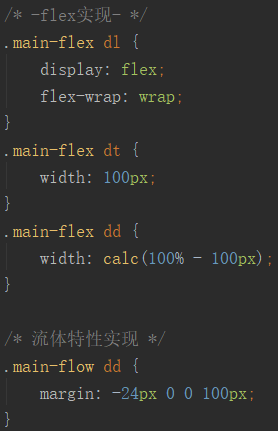 /* -flex实现- */
.main-flex dl {
    display: flex;
    flex-wrap: wrap;
}
.main-flex dt {
    width: 100px;
}
.main-flex dd {
    width: calc(100% - 100px);
}

/* 流体特性实现 */
.main-flow dd {
    margin: -24px 0 0 100px;
}